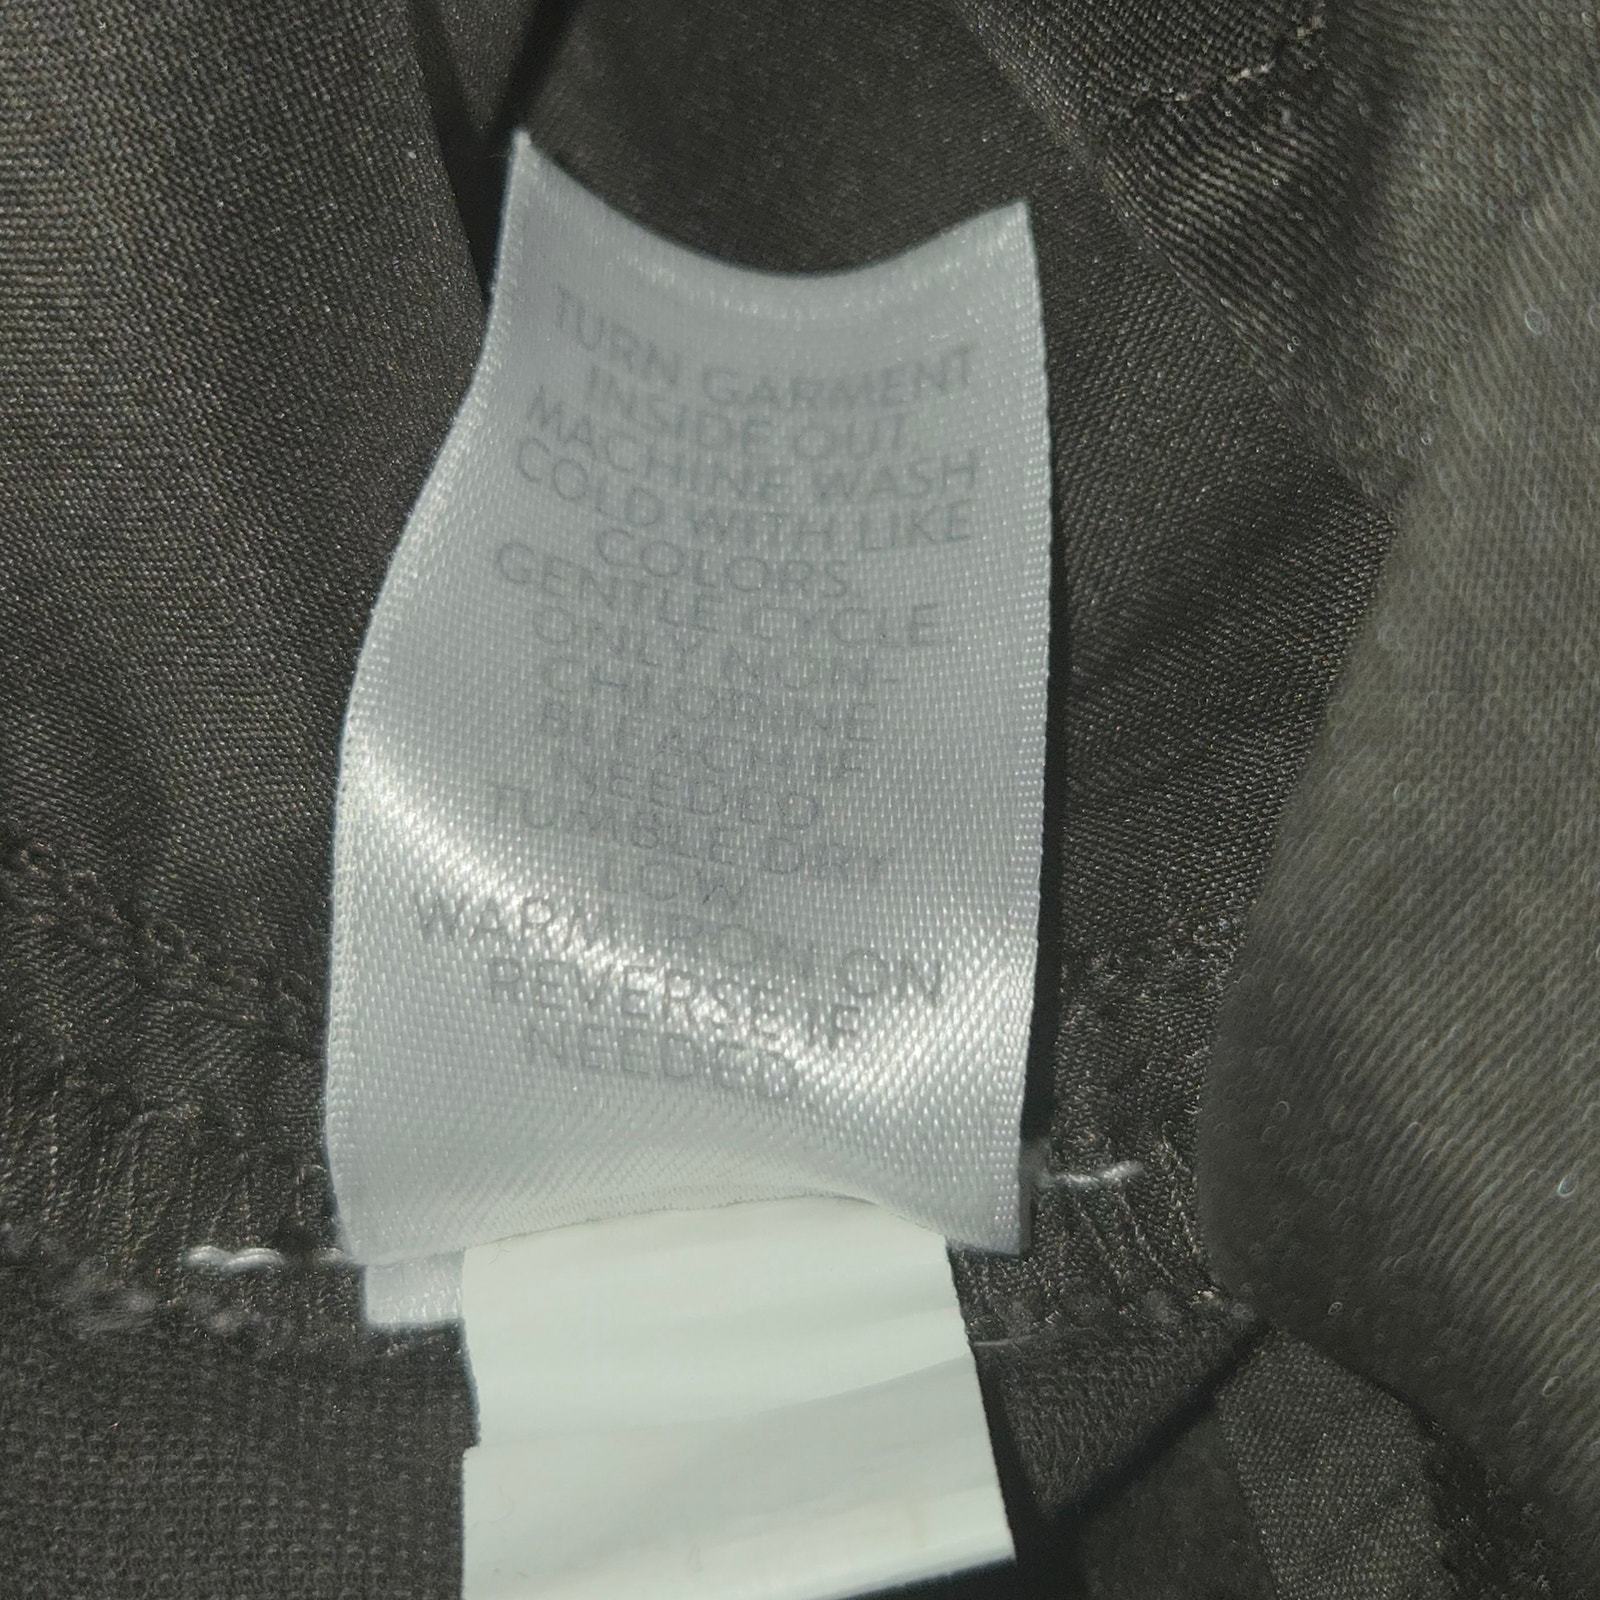 TURN GARMENT
INSIDE OUT
MACHINE WASH
COLD WITH LIKE
COLORS
GENTLE CYCLE
ONLY NON-
CHLORINE
BLEACH IF
NEEDED
TUMBLE DRY
LOW
WARM IRON ON
REVERSE IF
NEEDED